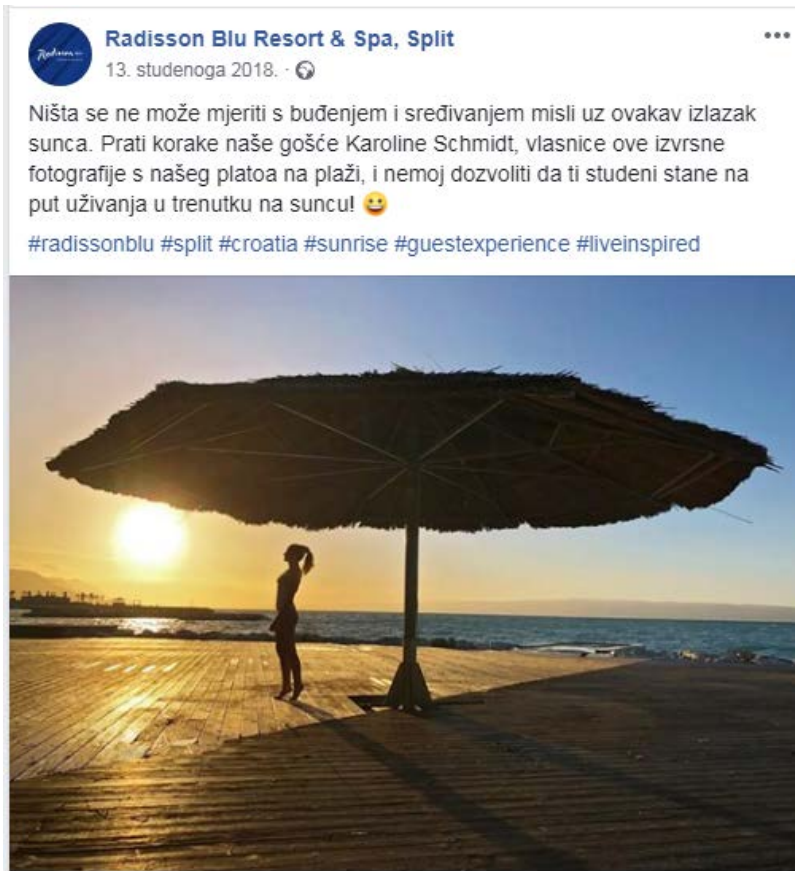 Radisson
Radisson Blu Resort & Spa, Split
13. studenoga 2018. ·
Ništa se ne može mjeriti s buđenjem i sređivanjem misli uz ovakav izlazak
sunca. Prati korake naše gošće Karoline Schmidt, vlasnice ove izvrsne
fotografije s našeg platoa na plaži, i nemoj dozvoliti da ti studeni stane na
put uživanja u trenutku na suncu! 😀
#radissonblu #split #croatia #sunrise #guestexperience #liveinspired